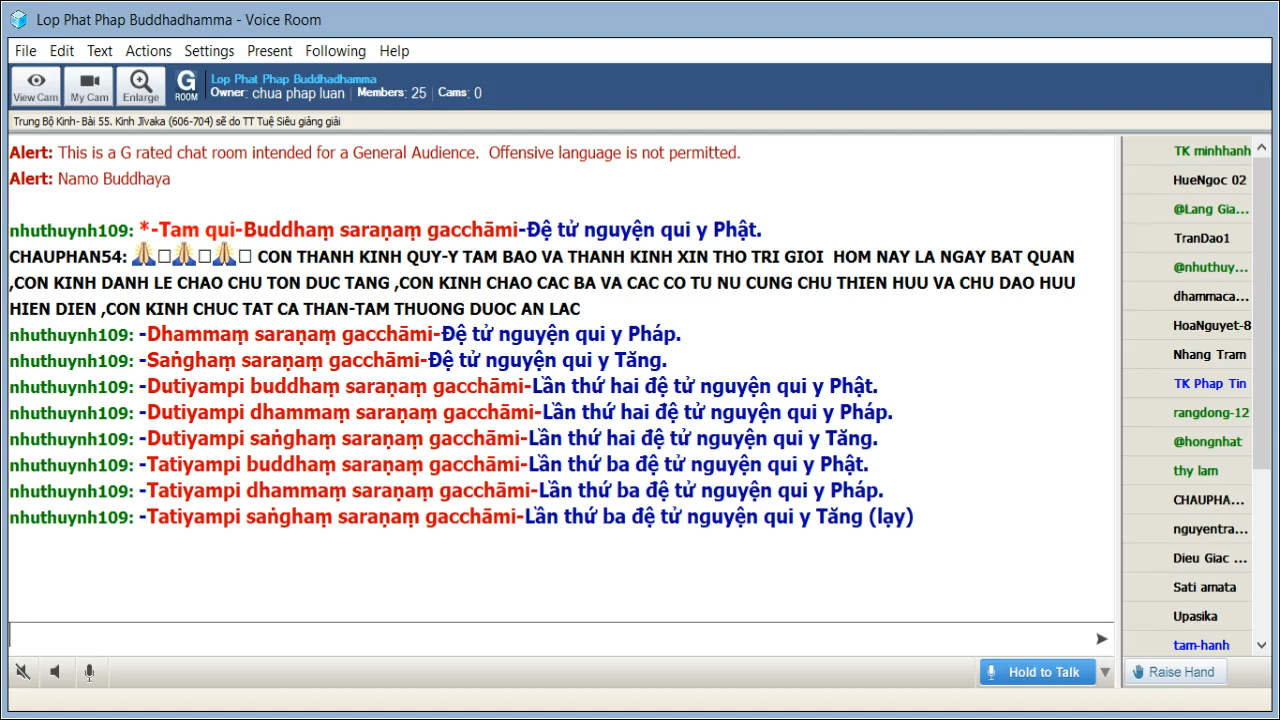 Lop Phat Phap Buddhadhamma - Voice Room
File Edit Text Actions Settings Present Following Help
View Cam My Cam Enlarge G ROOM
Lop Phat Phap Buddhadhamma
Owner: chua phap luan Members: 25 Cams: 0
Trung Bộ Kinh- Bài 55. Kinh Jīvaka (606-704) sẽ do TT Tuệ Siêu giảng giải
Alert: This is a G rated chat room intended for a General Audience. Offensive language is not permitted.
Alert: Namo Buddhaya
nhuthuynh109: *-Tam qui-Buddhaṃ saraṇaṃ gacchāmi-Đệ tử nguyện qui y Phật.
CHAUPHAN54: 🙏🙏🙏 CON THANH KINH QUY-Y TAM BAO VA THANH KINH XIN THO TRI GIOI HOM NAY LA NGAY BAT QUAN
,CON KINH DANH LE CHAO CHU TON DUC TANG ,CON KINH CHAO CAC BA VA CAC CO TU NU CUNG CHU THIEN HUU VA CHU DAO HUU
HIEN DIEN ,CON KINH CHUC TAT CA THAN-TAM THUONG DUOC AN LAC
nhuthuynh109: -Dhammaṃ saraṇaṃ gacchāmi-Đệ tử nguyện qui y Pháp.
nhuthuynh109: -Saṅghaṃ saraṇaṃ gacchāmi-Đệ tử nguyện qui y Tăng.
nhuthuynh109: -Dutiyampi buddhaṃ saraṇaṃ gacchāmi-Lần thứ hai đệ tử nguyện qui y Phật.
nhuthuynh109: -Dutiyampi dhammaṃ saraṇaṃ gacchāmi-Lần thứ hai đệ tử nguyện qui y Pháp.
nhuthuynh109: -Dutiyampi saṅghaṃ saraṇaṃ gacchāmi-Lần thứ hai đệ tử nguyện qui y Tăng.
nhuthuynh109: -Tatiyampi buddhaṃ saraṇaṃ gacchāmi-Lần thứ ba đệ tử nguyện qui y Phật.
nhuthuynh109: -Tatiyampi dhammaṃ saraṇaṃ gacchāmi-Lần thứ ba đệ tử nguyện qui y Pháp.
nhuthuynh109: -Tatiyampi saṅghaṃ saraṇaṃ gacchāmi-Lần thứ ba đệ tử nguyện qui y Tăng (lạy)
TK minhhanh
HueNgoc 02
@Lang Gia...
TranDao1
@nhuthuy...
dhammaca...
HoaNguyet-8
Nhang Tram
TK Phap Tin
rangdong-12
@hongnhat
thy lam
CHAUPHA...
nguyentra...
Dieu Giac ...
Sati amata
Upasika
tam-hanh
Hold to Talk
Raise Hand